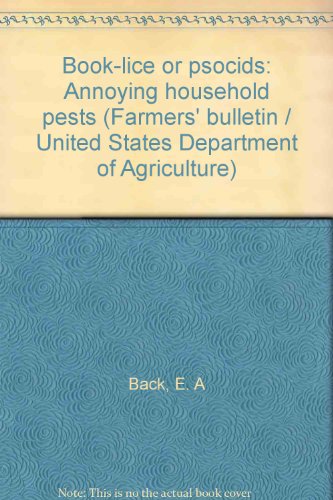 Book-lice or psocids:
Annoying household
pests (Farmers' bulletin /
United States Department
of Agriculture)
Back, E. A
Note: This is no the actual book cover